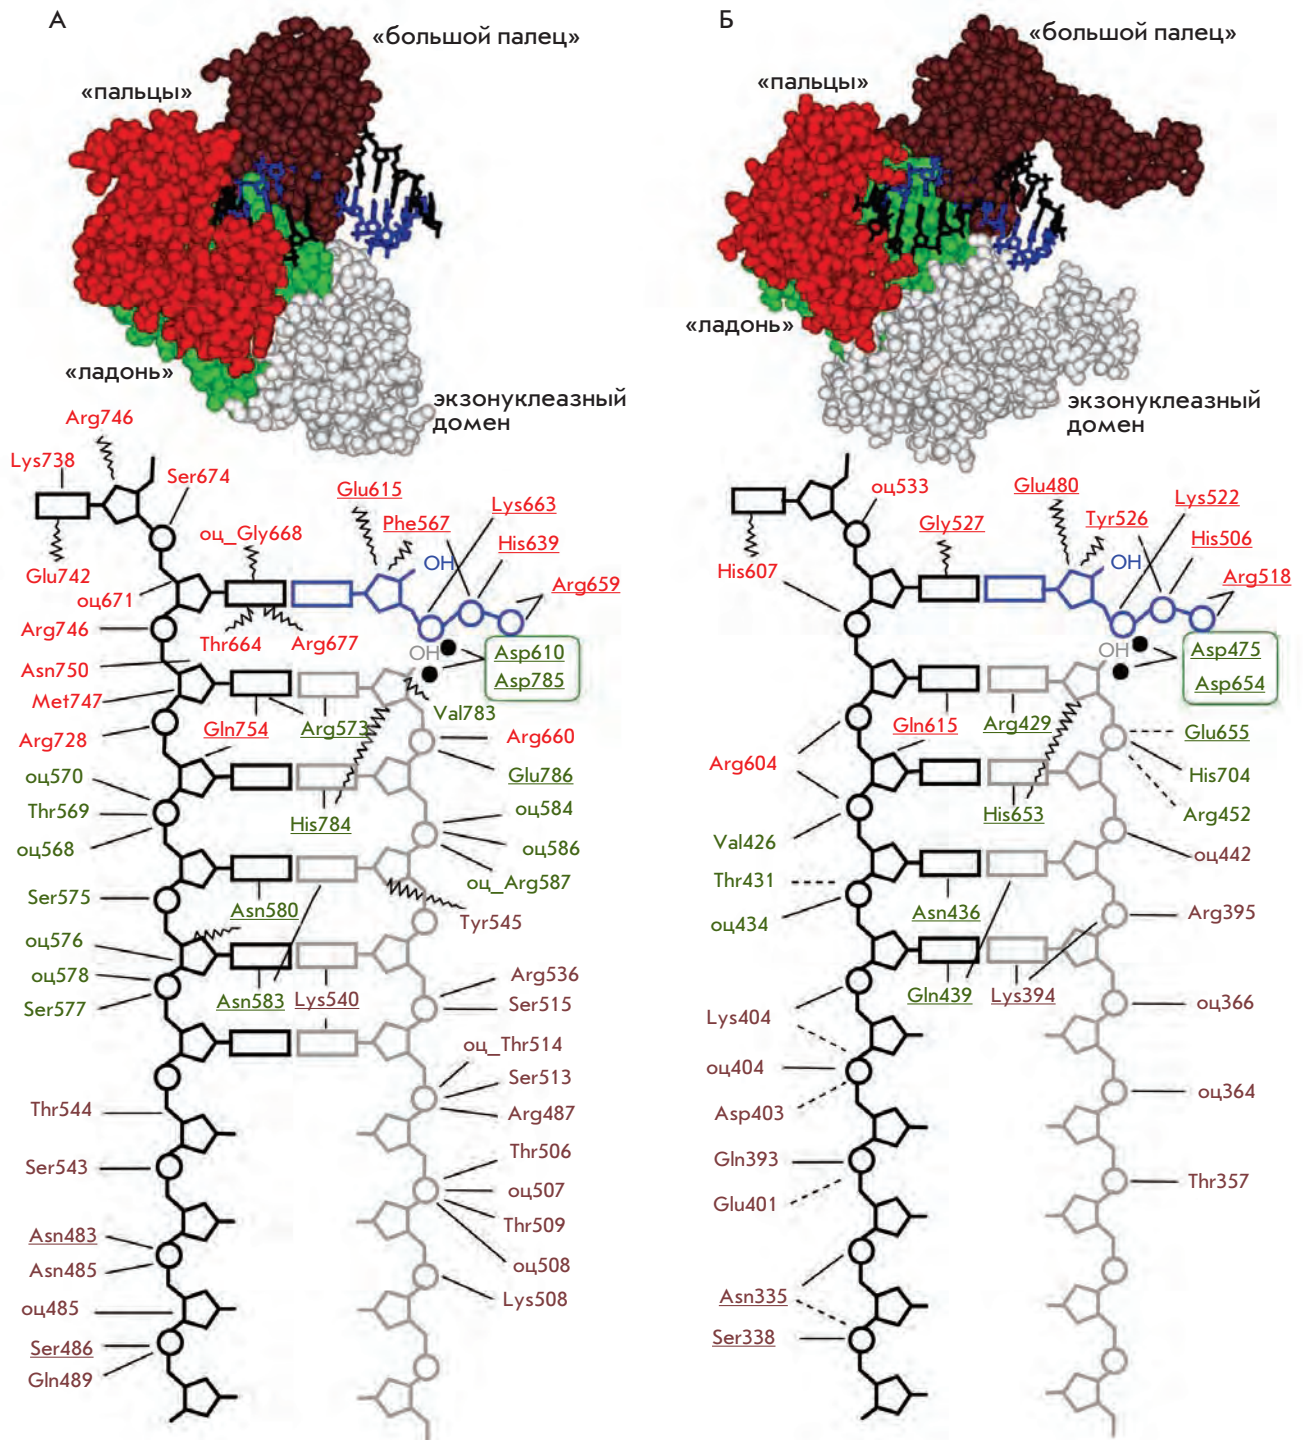 А
«большой палец»
«пальцы»
«ладонь»
экзонуклеазный
домен
Arg746
Lys738
Ser674
Glu742
оц_Gly668
Glu615
Phe567
Lys663
His639
Arg659
OH
оц671
Arg746
Thr664
Arg677
OH
Asp610
Asp785
Asn750
Met747
Gln754
Arg573
Val783
Arg728
Arg660
оц570
Glu786
Thr569
оц568
His784
оц584
оц586
оц_Arg587
Ser575
Asn580
Tyr545
оц576
оц578
Ser577
Asn583
Lys540
Arg536
Ser515
оц_Thr514
Ser513
Arg487
Thr544
Thr506
Ser543
оц507
Thr509
Asn483
оц508
Asn485
Lys508
оц485
Ser486
Gln489
Б
«большой палец»
«пальцы»
«ладонь»
экзонуклеазный
домен
оц533
Glu480
Gly527
Tyr526
Lys522
His506
Arg518
OH
His607
OH
Asp475
Asp654
Gln615
Arg429
Glu655
Arg604
His704
His653
Arg452
Val426
оц442
Thr431
Asn436
оц434
Arg395
Gln439
Lys394
Lys404
оц366
оц404
Asp403
оц364
Gln393
Glu401
Thr357
Asn335
Ser338